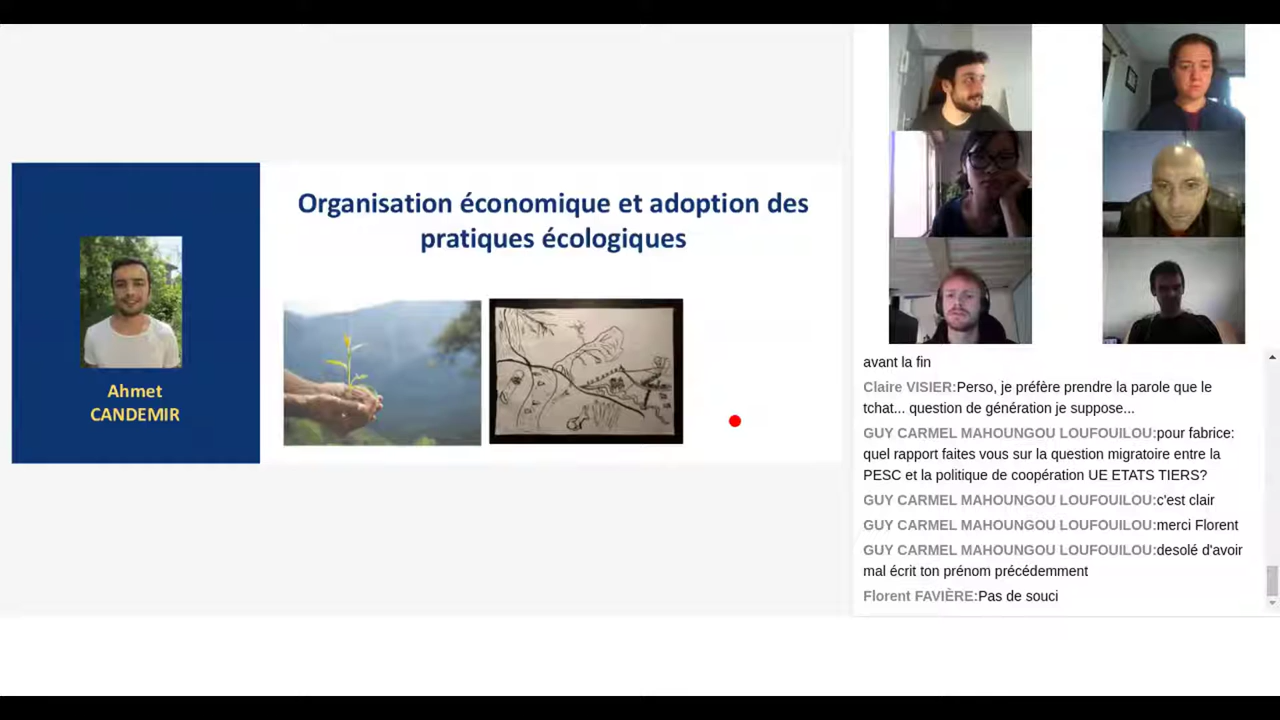 Organisation économique et adoption des
pratiques écologiques
Ahmet
CANDEMIR
avant la fin
Claire VISIER:Perso, je préfère prendre la parole que le
tchat... question de génération je suppose...
GUY CARMEL MAHOUNGOU LOUFOUILOU:pour fabrice:
quel rapport faites vous sur la question migratoire entre la
PESC et la politique de coopération UE ETATS TIERS?
GUY CARMEL MAHOUNGOU LOUFOUILOU:c'est clair
GUY CARMEL MAHOUNGOU LOUFOUILOU:merci Florent
GUY CARMEL MAHOUNGOU LOUFOUILOU:desolé d'avoir
mal écrit ton prénom précédemment
Florent FAVIÈRE:Pas de souci